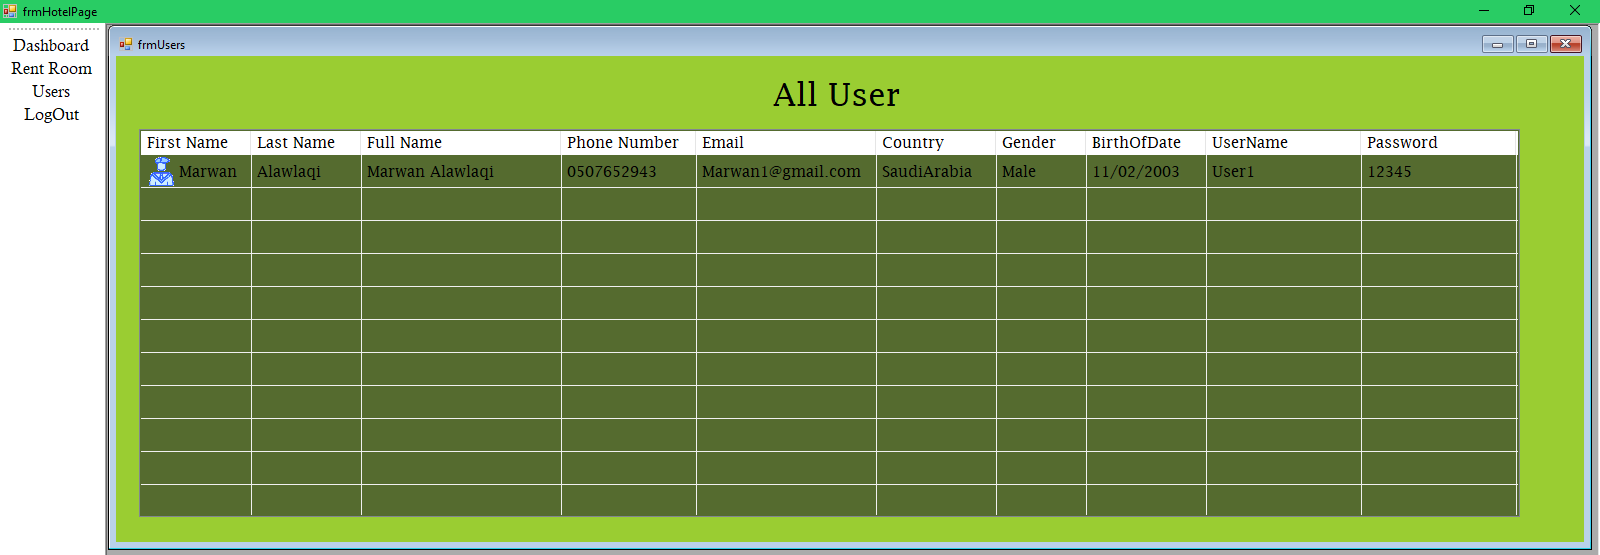 frmHotelPage
Dashboard
Rent Room
Users
LogOut
frmUsers
All User
First Name Last Name Full Name Phone Number Email Country Gender BirthOfDate UserName Password
Marwan Alawlaqi Marwan Alawlaqi 0507652943 Marwan1@gmail.com SaudiArabia Male 11/02/2003 User1 12345